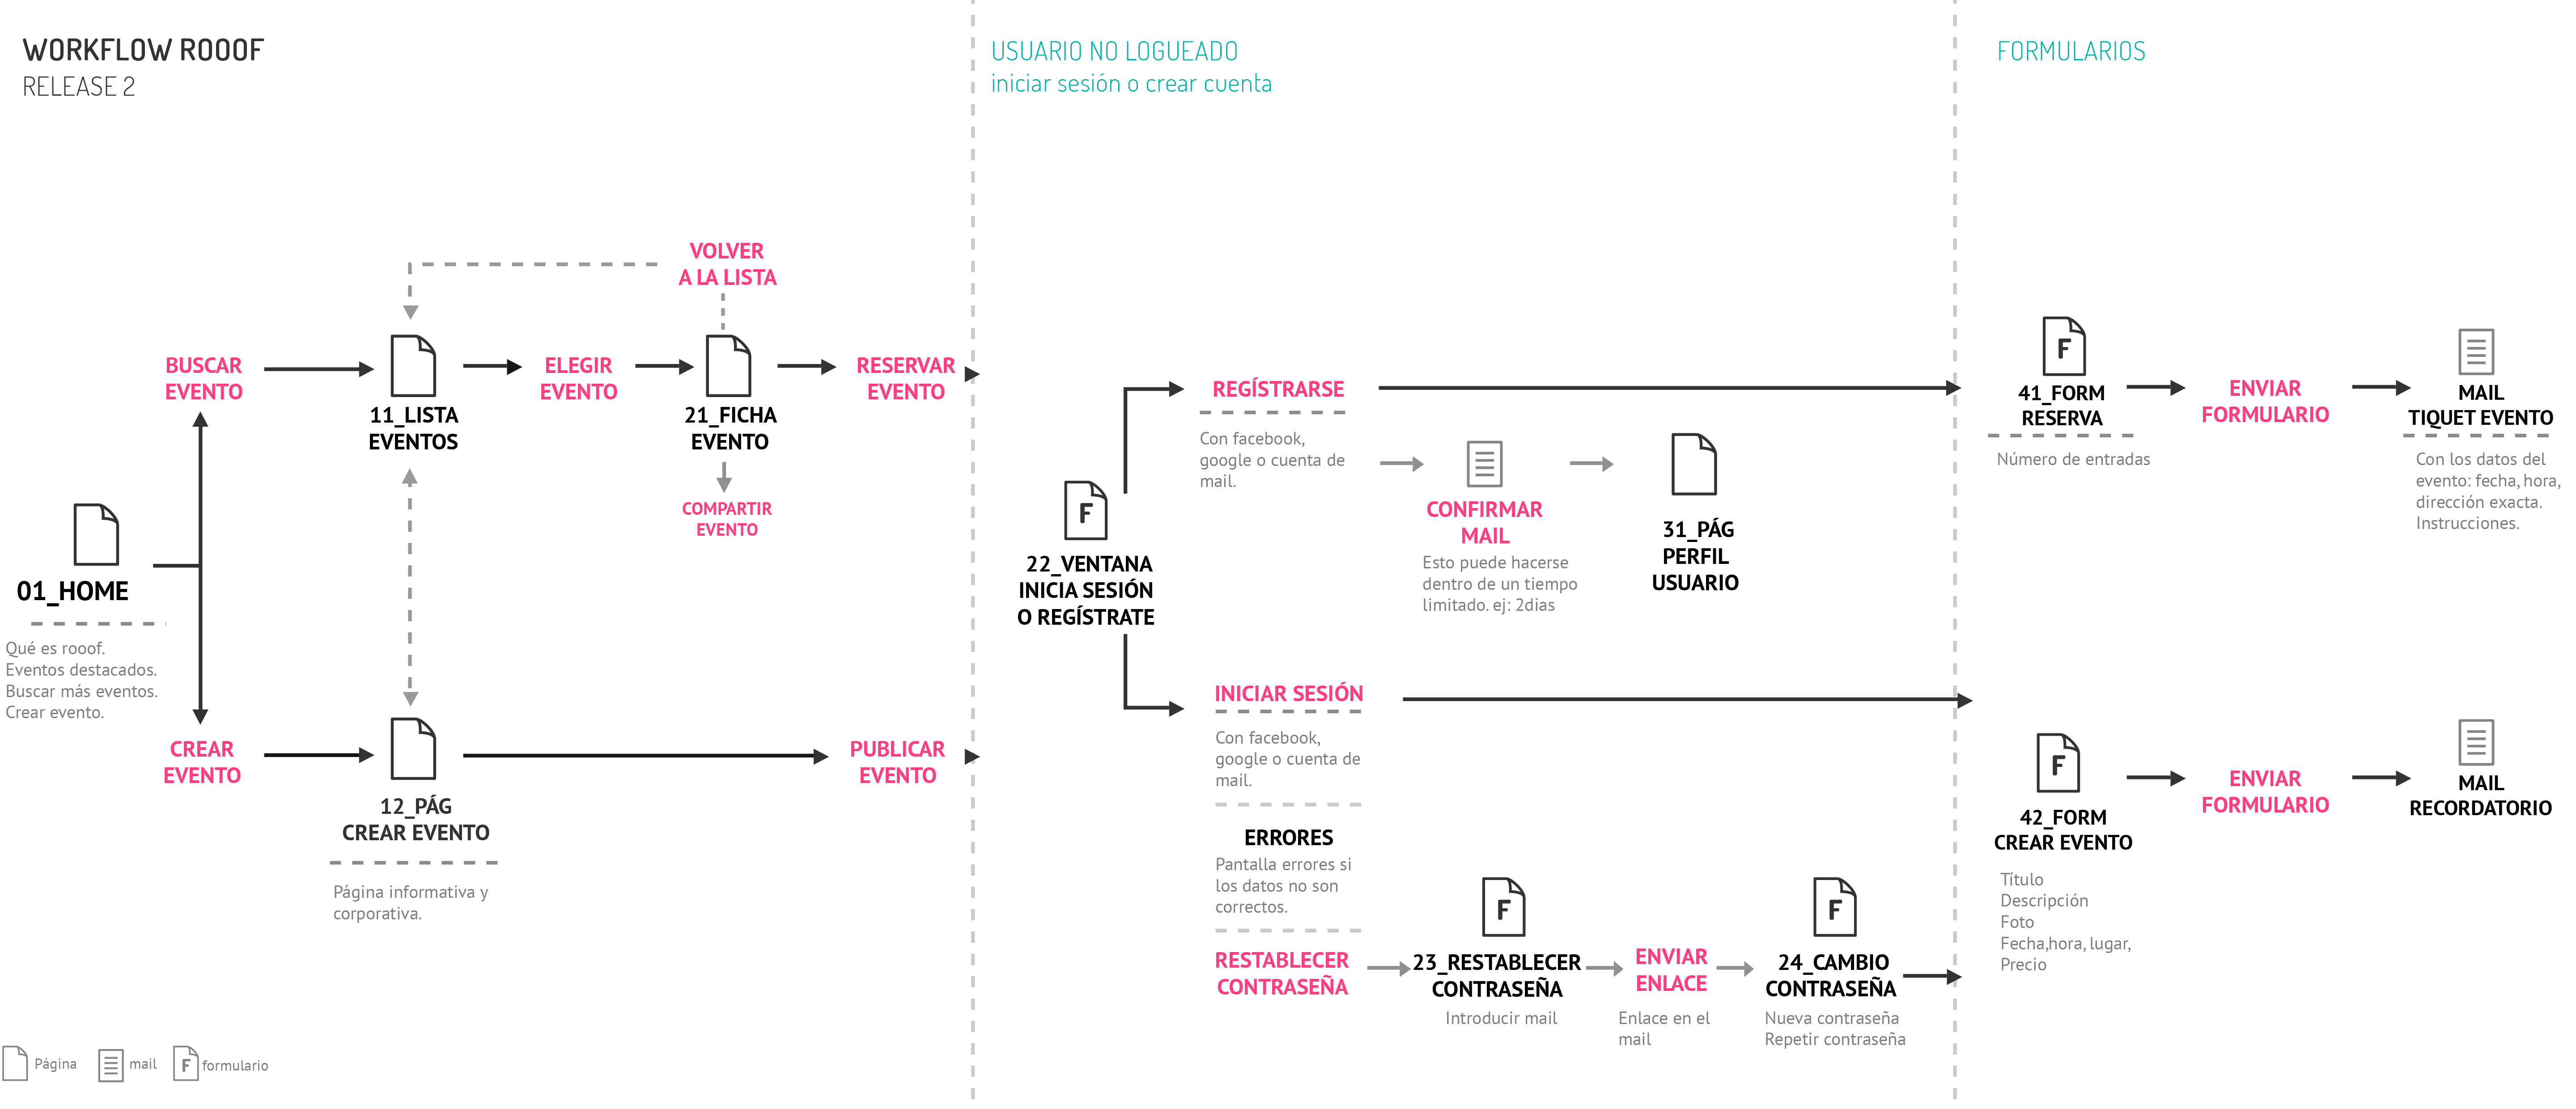 WORKFLOW ROOOF
RELEASE 2
VOLVER
A LA LISTA
BUSCAR
EVENTO
11_LISTA
EVENTOS
ELEGIR
EVENTO
21_FICHA
EVENTO
RESERVAR
EVENTO
COMPARTIR
EVENTO
01_HOME
Qué es rooof.
Eventos destacados.
Buscar más eventos.
Crear evento.
CREAR
EVENTO
12_PÁG
CREAR EVENTO
Página informativa y
corporativa.
PUBLICAR
EVENTO
Página
mail
F
formulario
USUARIO NO LOGUEADO
iniciar sesión o crear cuenta
F
22_VENTANA
INICIA SESIÓN
O REGÍSTRATE
REGÍSTRARSE
Con facebook,
google o cuenta de
mail.
CONFIRMAR
MAIL
Esto puede hacerse
dentro de un tiempo
limitado. ej: 2dias
31_PÁG
PERFIL
USUARIO
INICIAR SESIÓN
Con facebook,
google o cuenta de
mail.
ERRORES
Pantalla errores si
los datos no son
correctos.
RESTABLECER
CONTRASEÑA
F
23_RESTABLECER
CONTRASEÑA
Introducir mail
ENVIAR
ENLACE
Enlace en el
mail
F
24_CAMBIO
CONTRASEÑA
Nueva contraseña
Repetir contraseña
FORMULARIOS
F
41_FORM
RESERVA
Número de entradas
ENVIAR
FORMULARIO
MAIL
TIQUET EVENTO
Con los datos del
evento: fecha, hora,
dirección exacta.
Instrucciones.
F
42_FORM
CREAR EVENTO
Título
Descripción
Foto
Fecha,hora, lugar,
Precio
ENVIAR
FORMULARIO
MAIL
RECORDATORIO